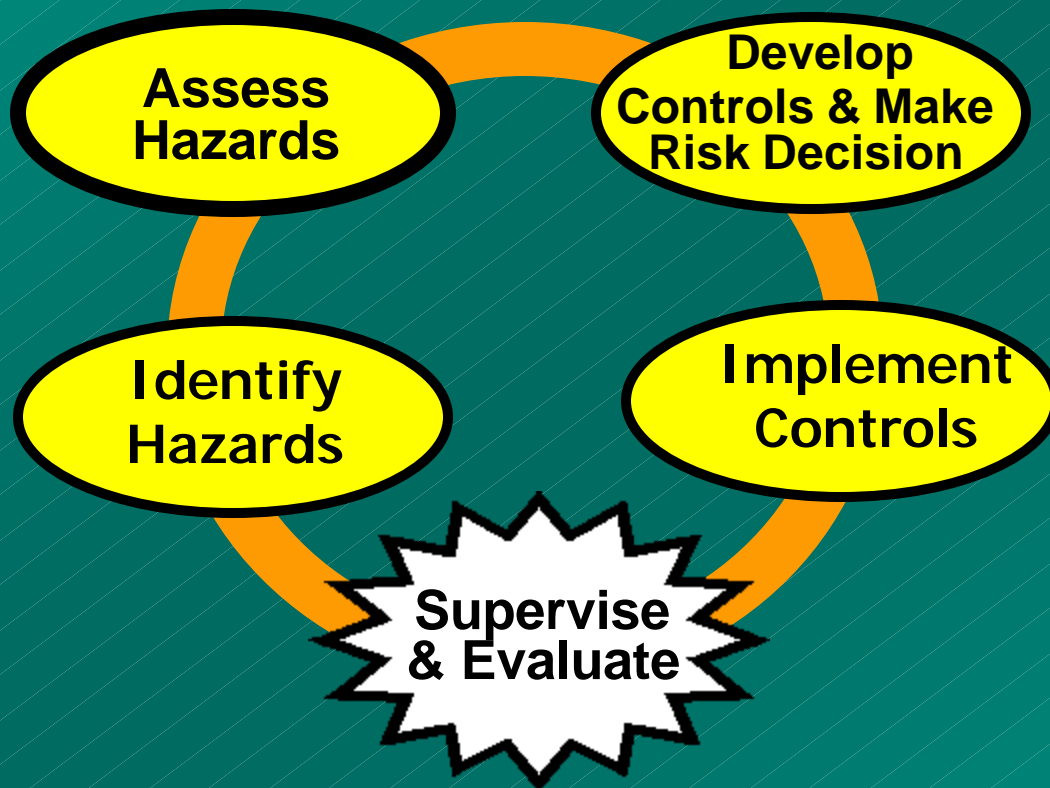 Assess
Hazards
Develop
Controls & Make
Risk Decision
Identify
Hazards
Implement
Controls
Supervise
& Evaluate